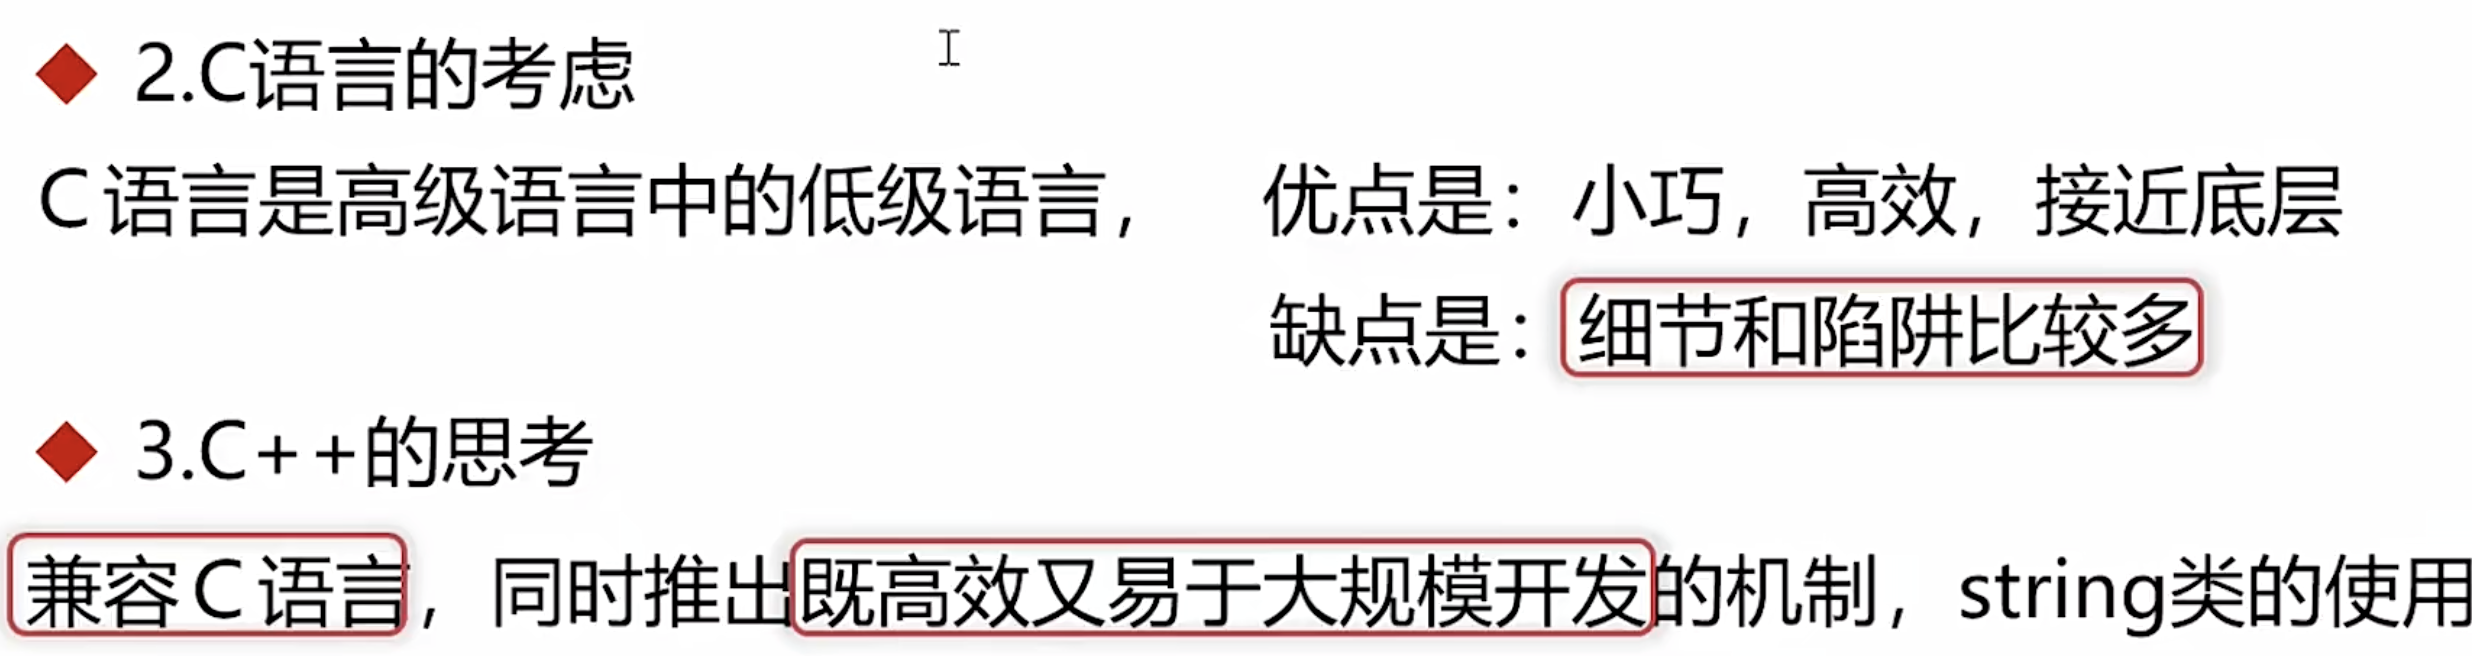 2.C语言的考虑
C语言是高级语言中的低级语言， 优点是：小巧，高效，接近底层
缺点是：细节和陷阱比较多
3.C++的思考
兼容C语言，同时推出既高效又易于大规模开发的机制，string类的使用